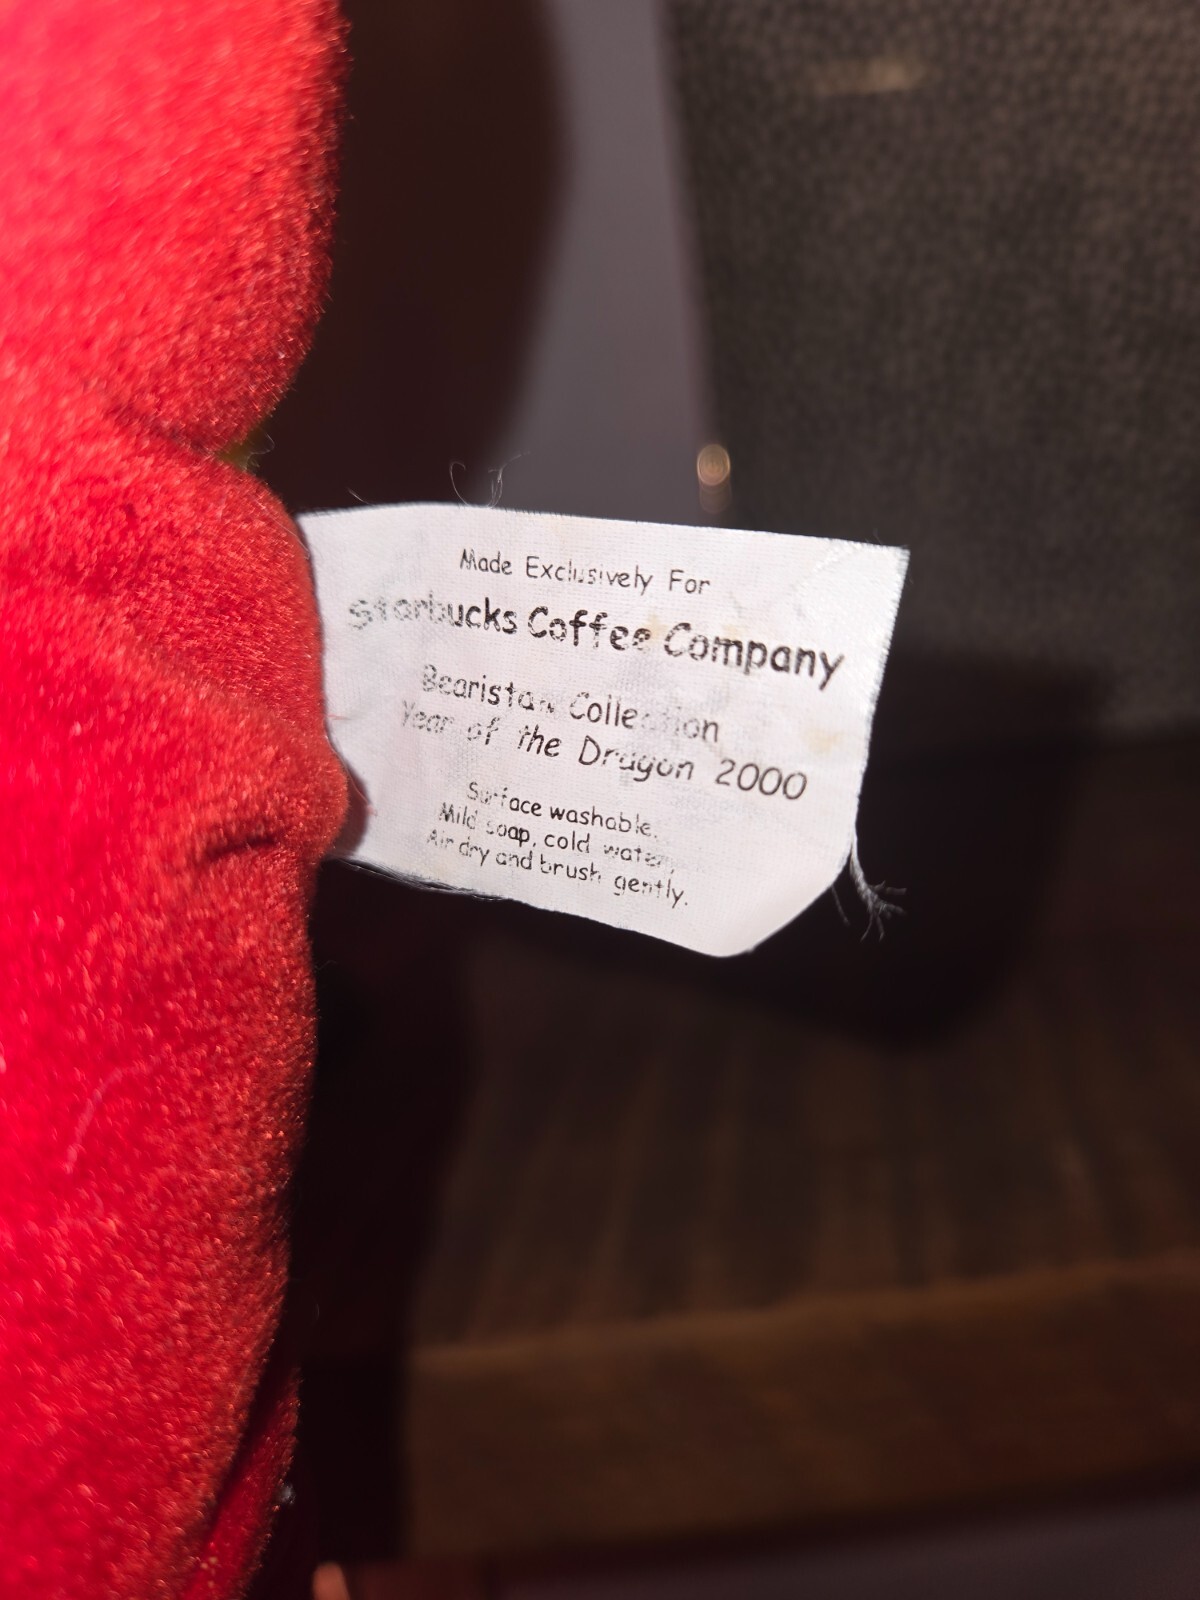 Made Exclusively For
Starbucks Coffee Company
Bearista™ Collection
Year of the Dragon 2000
Surface washable.
Mild soap, cold water,
Air dry and brush gently.